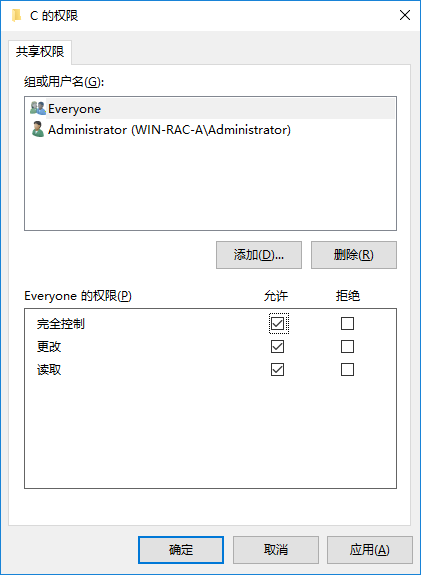 C 的权限
共享权限
组或用户名(G):
Everyone
Administrator (WIN-RAC-A\Administrator)
添加(D)... 删除(R)
Everyone 的权限(P) 允许 拒绝
完全控制
更改
读取
确定 取消 应用(A)